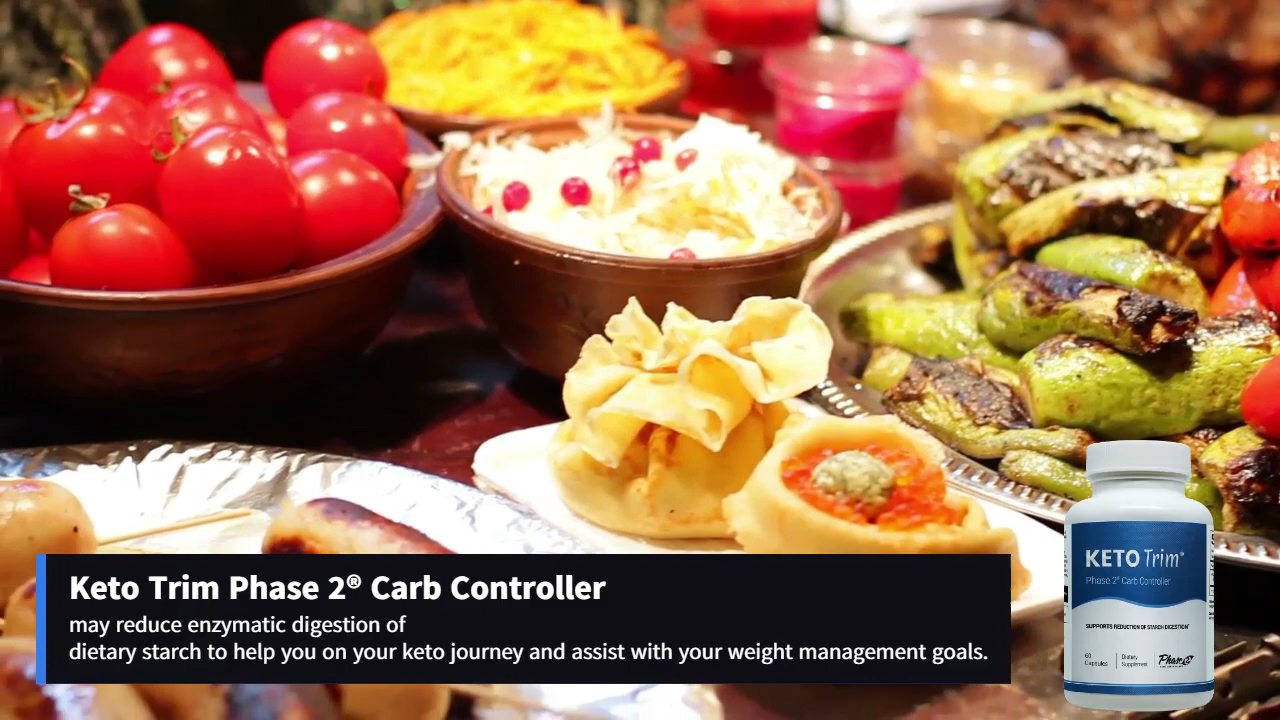 Keto Trim Phase 2® Carb Controller
may reduce enzymatic digestion of
dietary starch to help you on your keto journey and assist with your weight management goals.
KETO Trim®
Phase 2® Carb Controller
SUPPORTS REDUCTION OF STARCH DIGESTION*
60
Capsules
Dietary
Supplement
Phase 2